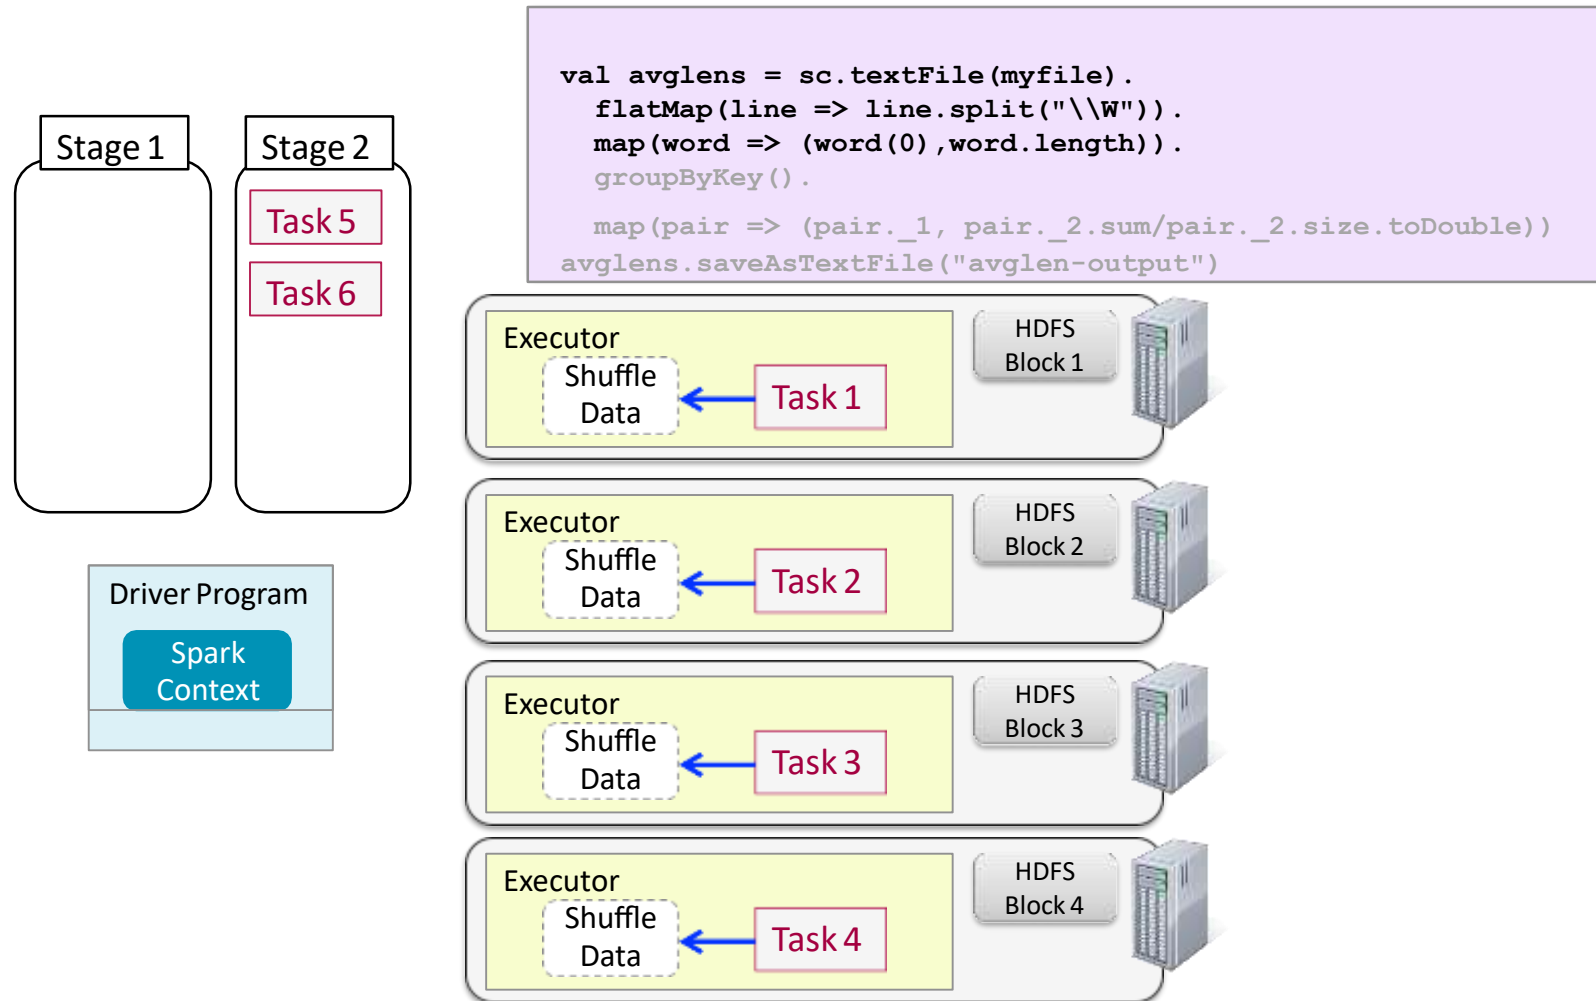 val avglens = sc.textFile(myfile).
flatMap(line => line.split("\\W")).
map(word => (word(0),word.length)).
groupByKey().
map(pair => (pair._1, pair._2.sum/pair._2.size.toDouble))
avglens.saveAsTextFile("avglen-output")
Stage 1
Stage 2
Task 5
Task 6
Driver Program
Spark
Context
Executor
Shuffle
Data
Task 1
HDFS
Block 1
Executor
Shuffle
Data
Task 2
HDFS
Block 2
Executor
Shuffle
Data
Task 3
HDFS
Block 3
Executor
Shuffle
Data
Task 4
HDFS
Block 4